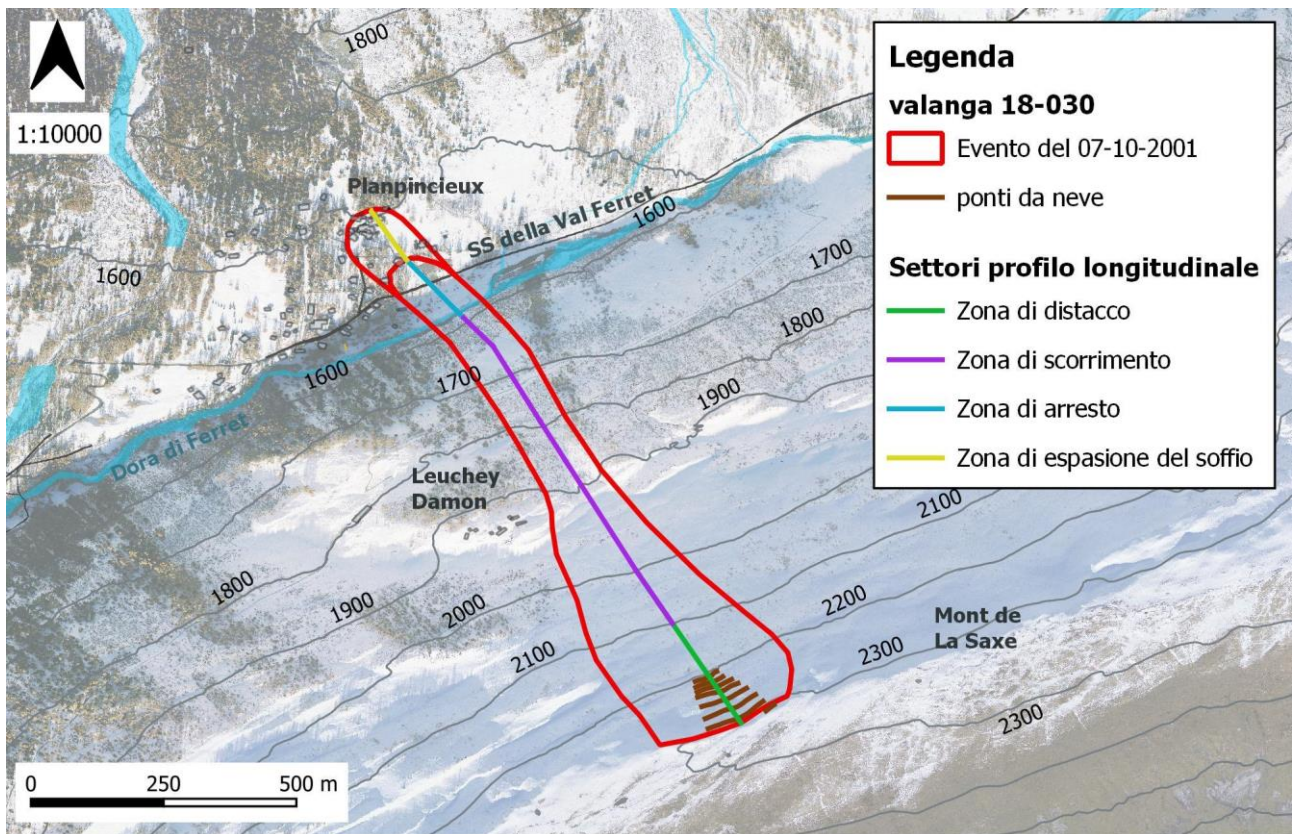 1800
1:10000
Planpincieux
SS della Val Ferret
1600
1600
1700
1800
1600
1700
1900
Dora di Ferret
Leuchey
Damon
2100
1800
1900
2000
2100
2200
2300
Mont de
La Saxe
2300
0 250 500 m
Legenda
valanga 18-030
Evento del 07-10-2001
ponti da neve
Settori profilo longitudinale
Zona di distacco
Zona di scorrimento
Zona di arresto
Zona di espasione del soffio